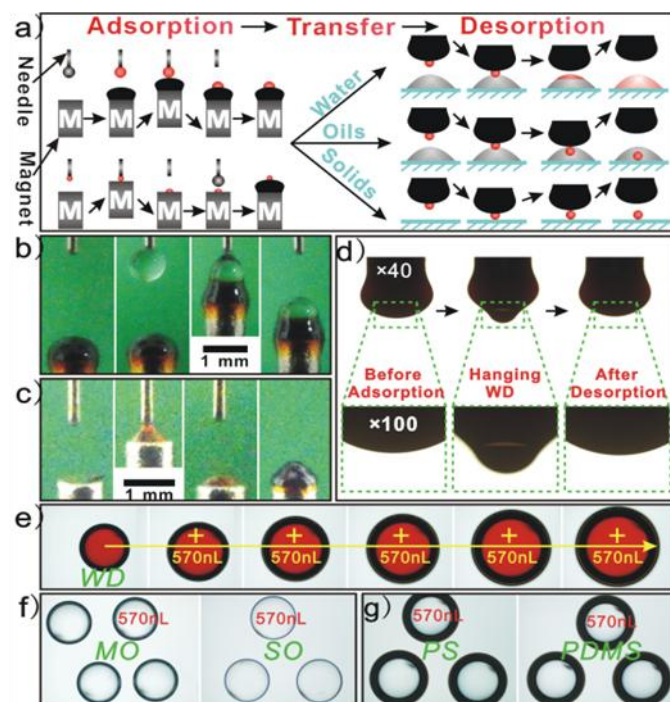 a)
Adsorption
Transfer
Desorption
Needle
Magnet
M
M
M
M
M
M
M
M
M
M
Water
Oils
Solids
b)
1 mm
c)
1 mm
d)
×40
Before
Adsorption
Hanging
WD
After
Desorption
×100
e)
WD
+
570nL
+
570nL
+
570nL
+
570nL
+
570nL
f)
570nL
MO
570nL
SO
g)
570nL
PS
570nL
PDMS